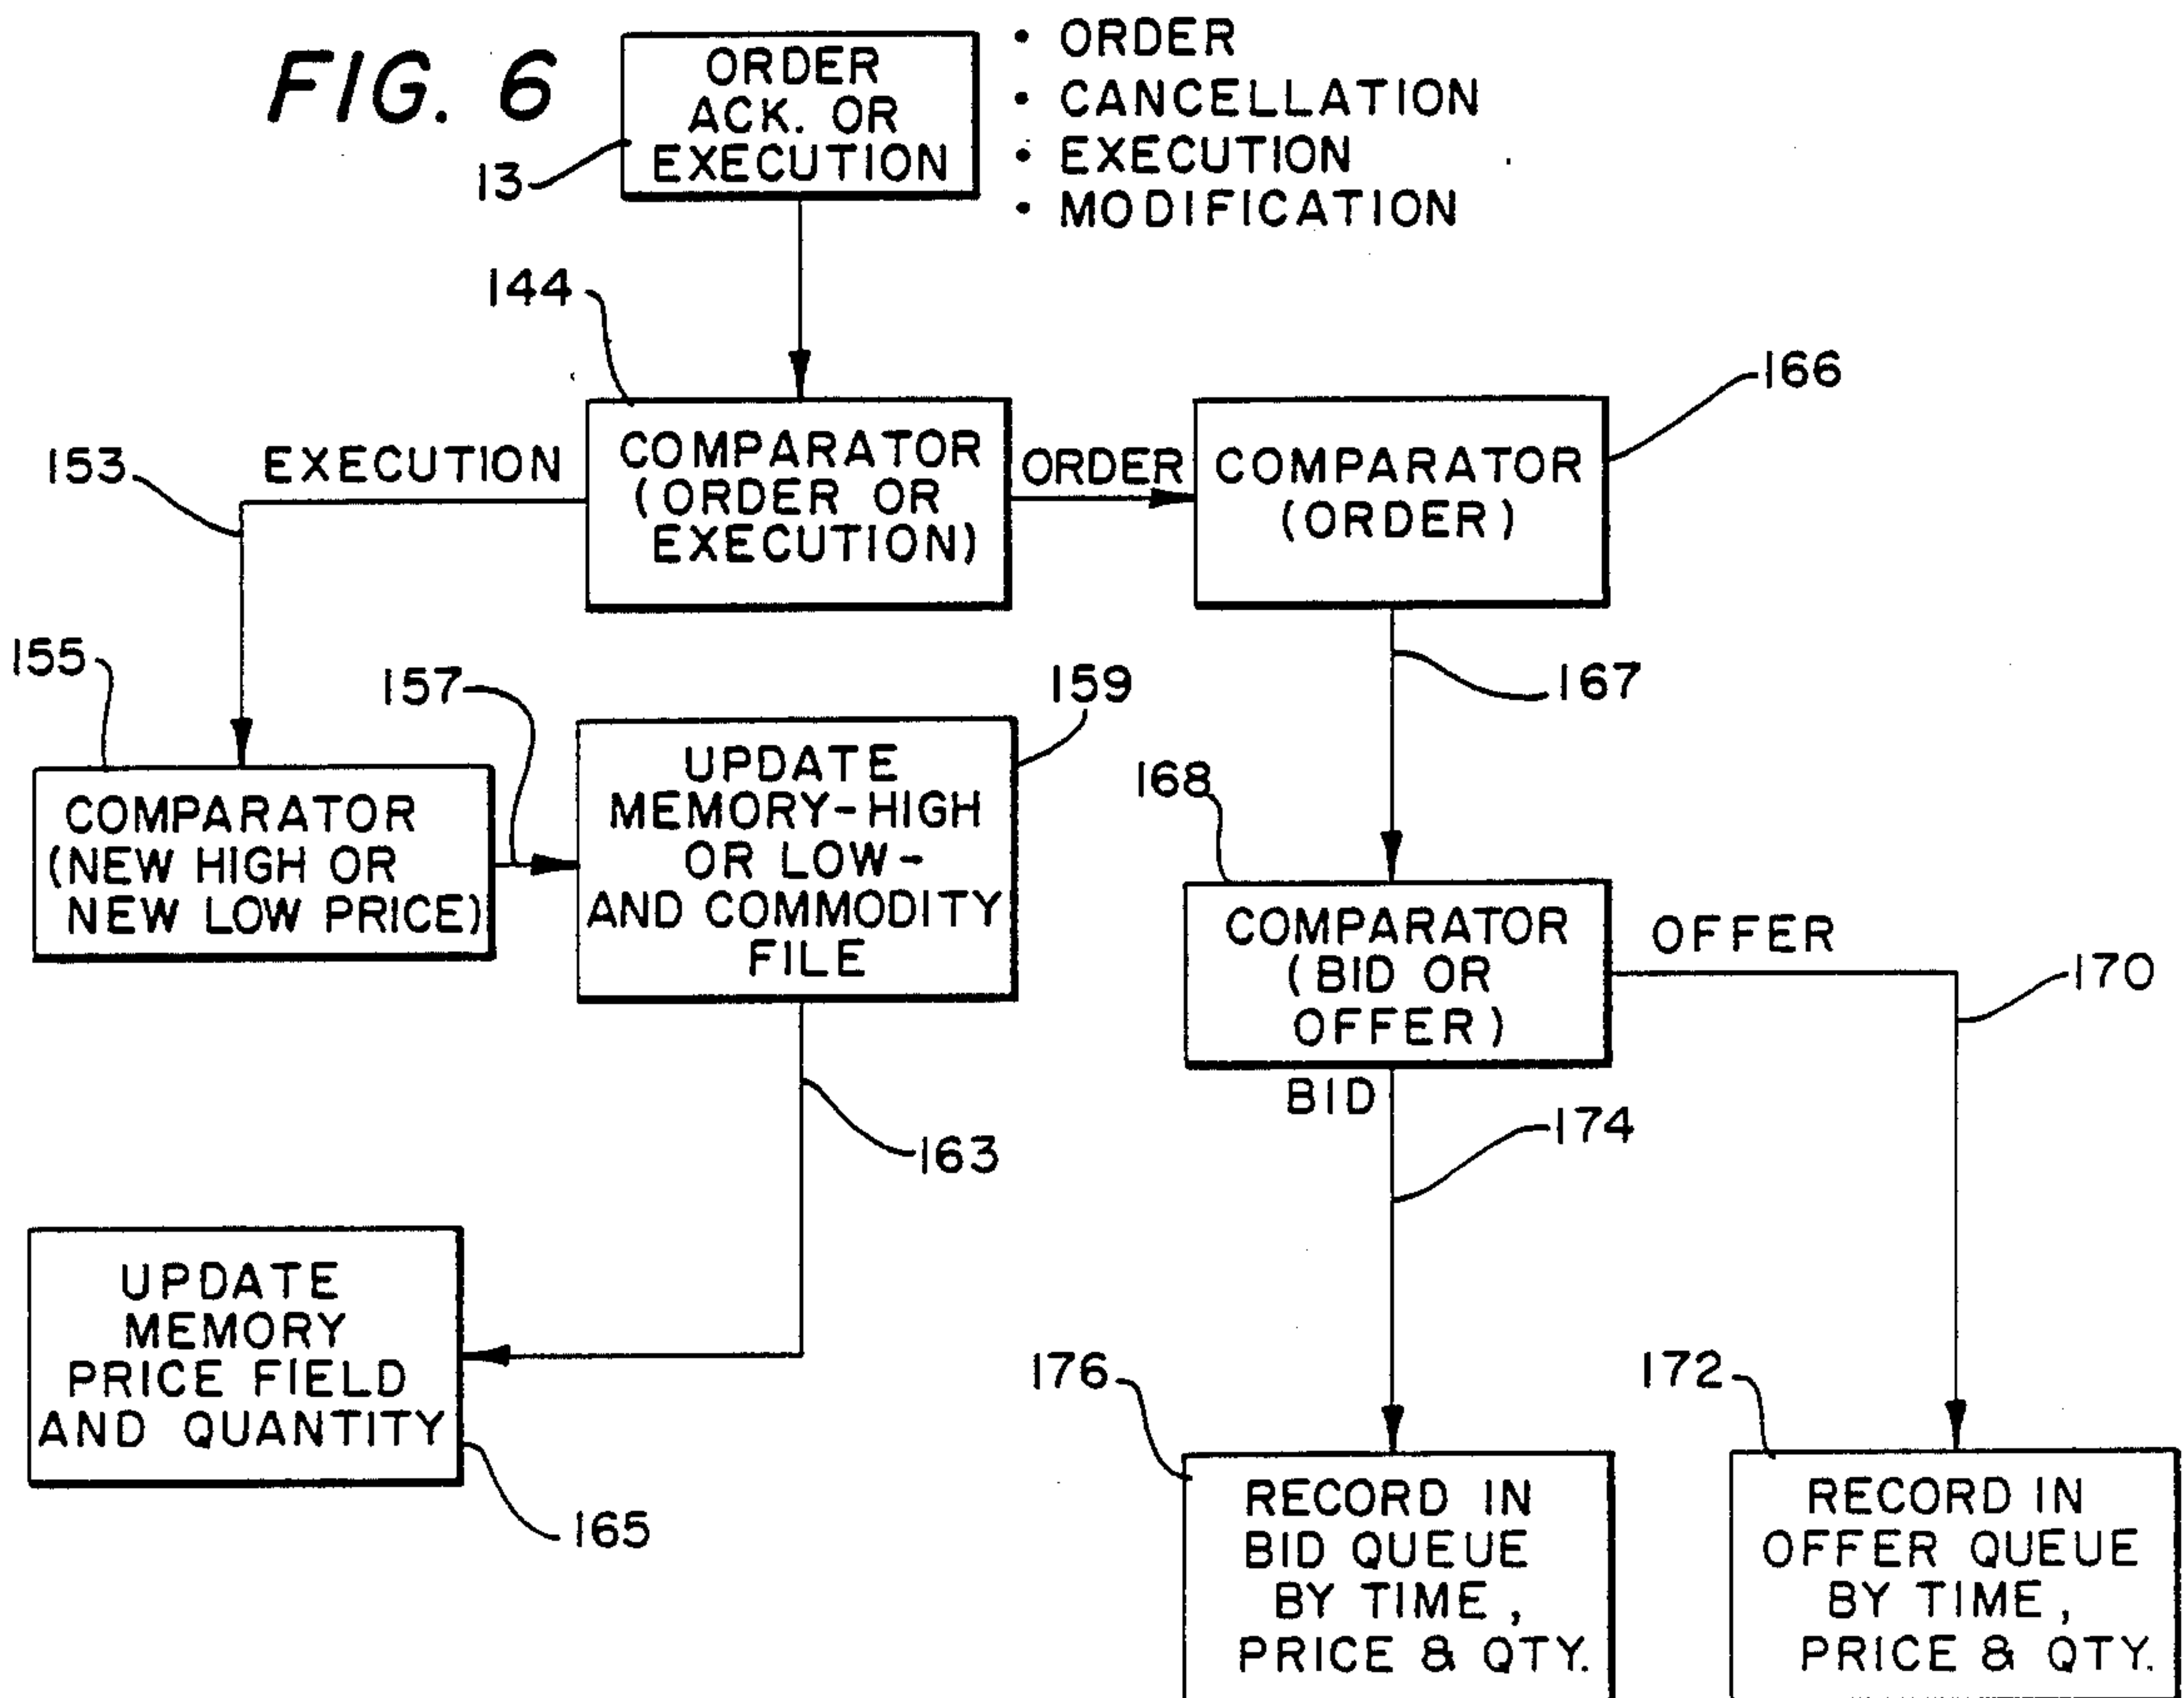 FIG. 6
ORDER
ACK. OR
EXECUTION
13
• ORDER
• CANCELLATION
• EXECUTION
• MODIFICATION
144
COMPARATOR
(ORDER OR
EXECUTION)
EXECUTION
153
ORDER
COMPARATOR
(ORDER)
166
155
COMPARATOR
(NEW HIGH OR
NEW LOW PRICE)
157
UPDATE
MEMORY-HIGH
OR LOW-
AND COMMODITY
FILE
159
167
168
COMPARATOR
(BID OR
OFFER)
OFFER
170
BID
174
163
UPDATE
MEMORY
PRICE FIELD
AND QUANTITY
165
176
RECORD IN
BID QUEUE
BY TIME,
PRICE & QTY.
172
RECORD IN
OFFER QUEUE
BY TIME,
PRICE & QTY.